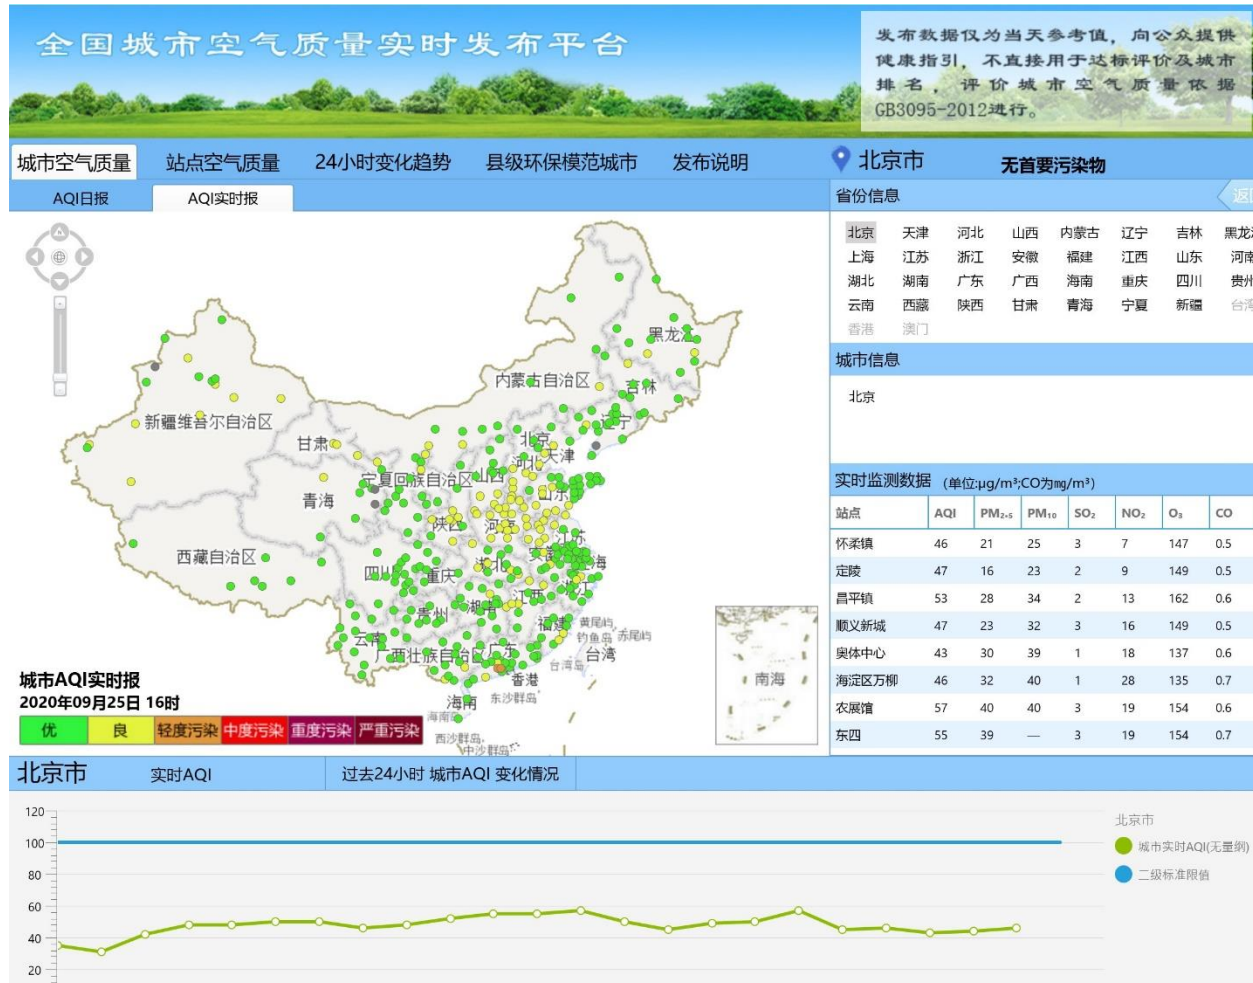 全国城市空气质量实时发布平台
发布数据仅为当天参考值，向公众提供
健康指引，不直接用于达标评价及城市
排名，评价城市空气质量依据
GB3095-2012进行。
城市空气质量 站点空气质量 24小时变化趋势 县级环保模范城市 发布说明
北京市 无首要污染物
AQI日报 AQI实时报
省份信息
北京 天津 河北 山西 内蒙古 辽宁 吉林
上海 江苏 浙江 安徽 福建 江西 山东
湖北 湖南 广东 广西 海南 重庆 四川
云南 西藏 陕西 甘肃 青海 宁夏 新疆
香港 澳门
城市信息
北京
实时监测数据 (单位:μg/m³;CO为mg/m³)
站点 AQI PM₂.₅ PM₁₀ SO₂ NO₂ O₃ CO
怀柔镇 46 21 25 3 7 147 0.5
定陵 47 16 23 2 9 149 0.5
昌平镇 53 28 34 2 13 162 0.6
顺义新城 47 23 32 3 16 149 0.5
奥体中心 43 30 39 1 18 137 0.6
海淀区万柳 46 32 40 1 28 135 0.7
农展馆 57 40 40 3 19 154 0.6
东四 55 39 — 3 19 154 0.7
内蒙古自治区
吉林
辽宁
新疆维吾尔自治区
甘肃
北京
天津
河北
宁夏回族自治区
山西
山东
青海
陕西
西藏自治区
四川
重庆
江西
贵州
福建
黄尾屿
钓鱼岛
赤尾屿
云南
广西壮族自治区
广东
台湾
台湾岛
香港
海南
东沙群岛
西沙群岛
中沙群岛
南海
城市AQI实时报
2020年09月25日 16时
优 良 轻度污染 中度污染 重度污染 严重污染
北京市 实时AQI 过去24小时 城市AQI 变化情况
120
100
80
60
40
20
北京市
城市实时AQI(无量纲)
二级标准限值